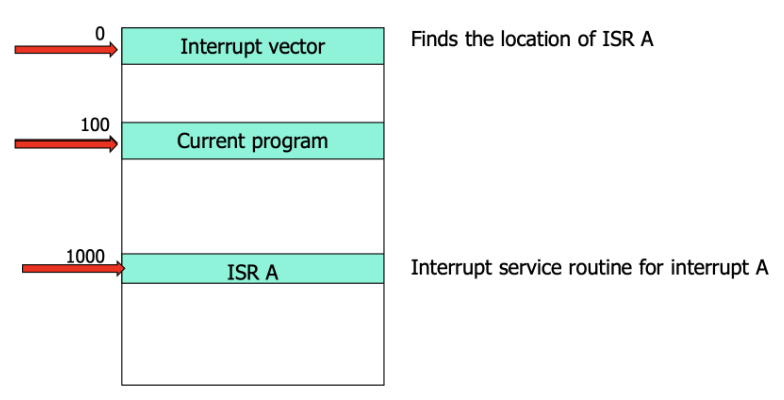 0
Interrupt vector
Finds the location of ISR A
100
Current program
1000
ISR A
Interrupt service routine for interrupt A